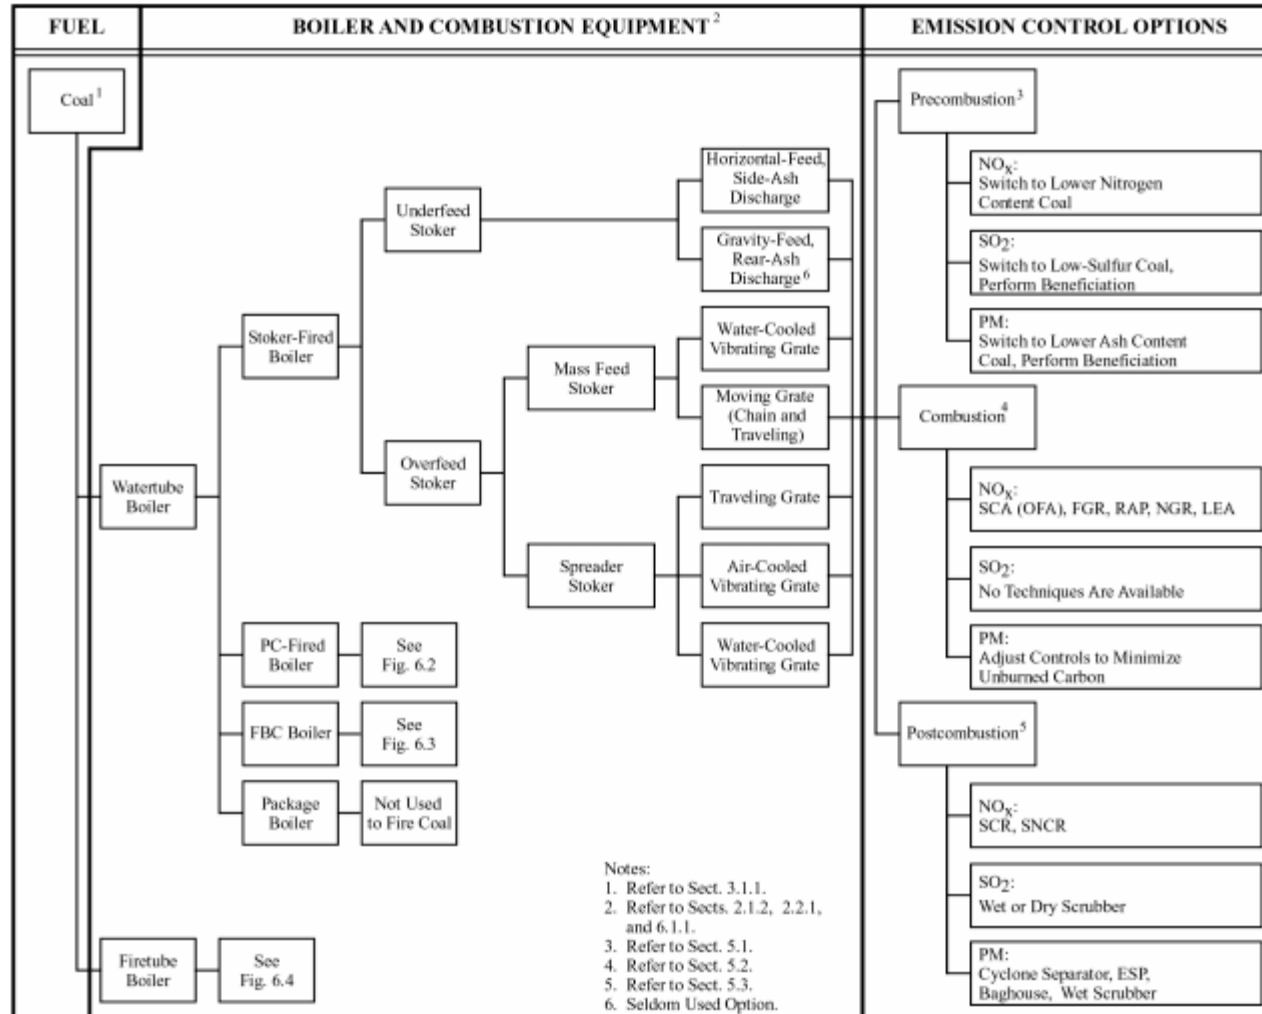 FUEL
BOILER AND COMBUSTION EQUIPMENT 2
EMISSION CONTROL OPTIONS
Coal 1
Watertube
Boiler
Firetube
Boiler
See
Fig. 6.4
Stoker-Fired
Boiler
PC-Fired
Boiler
See
Fig. 6.2
FBC Boiler
See
Fig. 6.3
Package
Boiler
Not Used
to Fire Coal
Underfeed
Stoker
Overfeed
Stoker
Mass Feed
Stoker
Spreader
Stoker
Horizontal-Feed,
Side-Ash
Discharge
Gravity-Feed,
Rear-Ash
Discharge 6
Water-Cooled
Vibrating Grate
Moving Grate
(Chain and
Traveling)
Traveling Grate
Air-Cooled
Vibrating Grate
Water-Cooled
Vibrating Grate
Notes:
1. Refer to Sect. 3.1.1.
2. Refer to Sects. 2.1.2, 2.2.1,
and 6.1.1.
3. Refer to Sect. 5.1.
4. Refer to Sect. 5.2.
5. Refer to Sect. 5.3.
6. Seldom Used Option.
Precombustion 3
NOx:
Switch to Lower Nitrogen
Content Coal
SO2:
Switch to Low-Sulfur Coal,
Perform Beneficiation
PM:
Switch to Lower Ash Content
Coal, Perform Beneficiation
Combustion 4
NOx:
SCA (OFA), FGR, RAP, NGR, LEA
SO2:
No Techniques Are Available
PM:
Adjust Controls to Minimize
Unburned Carbon
Postcombustion 5
NOx:
SCR, SNCR
SO2:
Wet or Dry Scrubber
PM:
Cyclone Separator, ESP,
Baghouse, Wet Scrubber